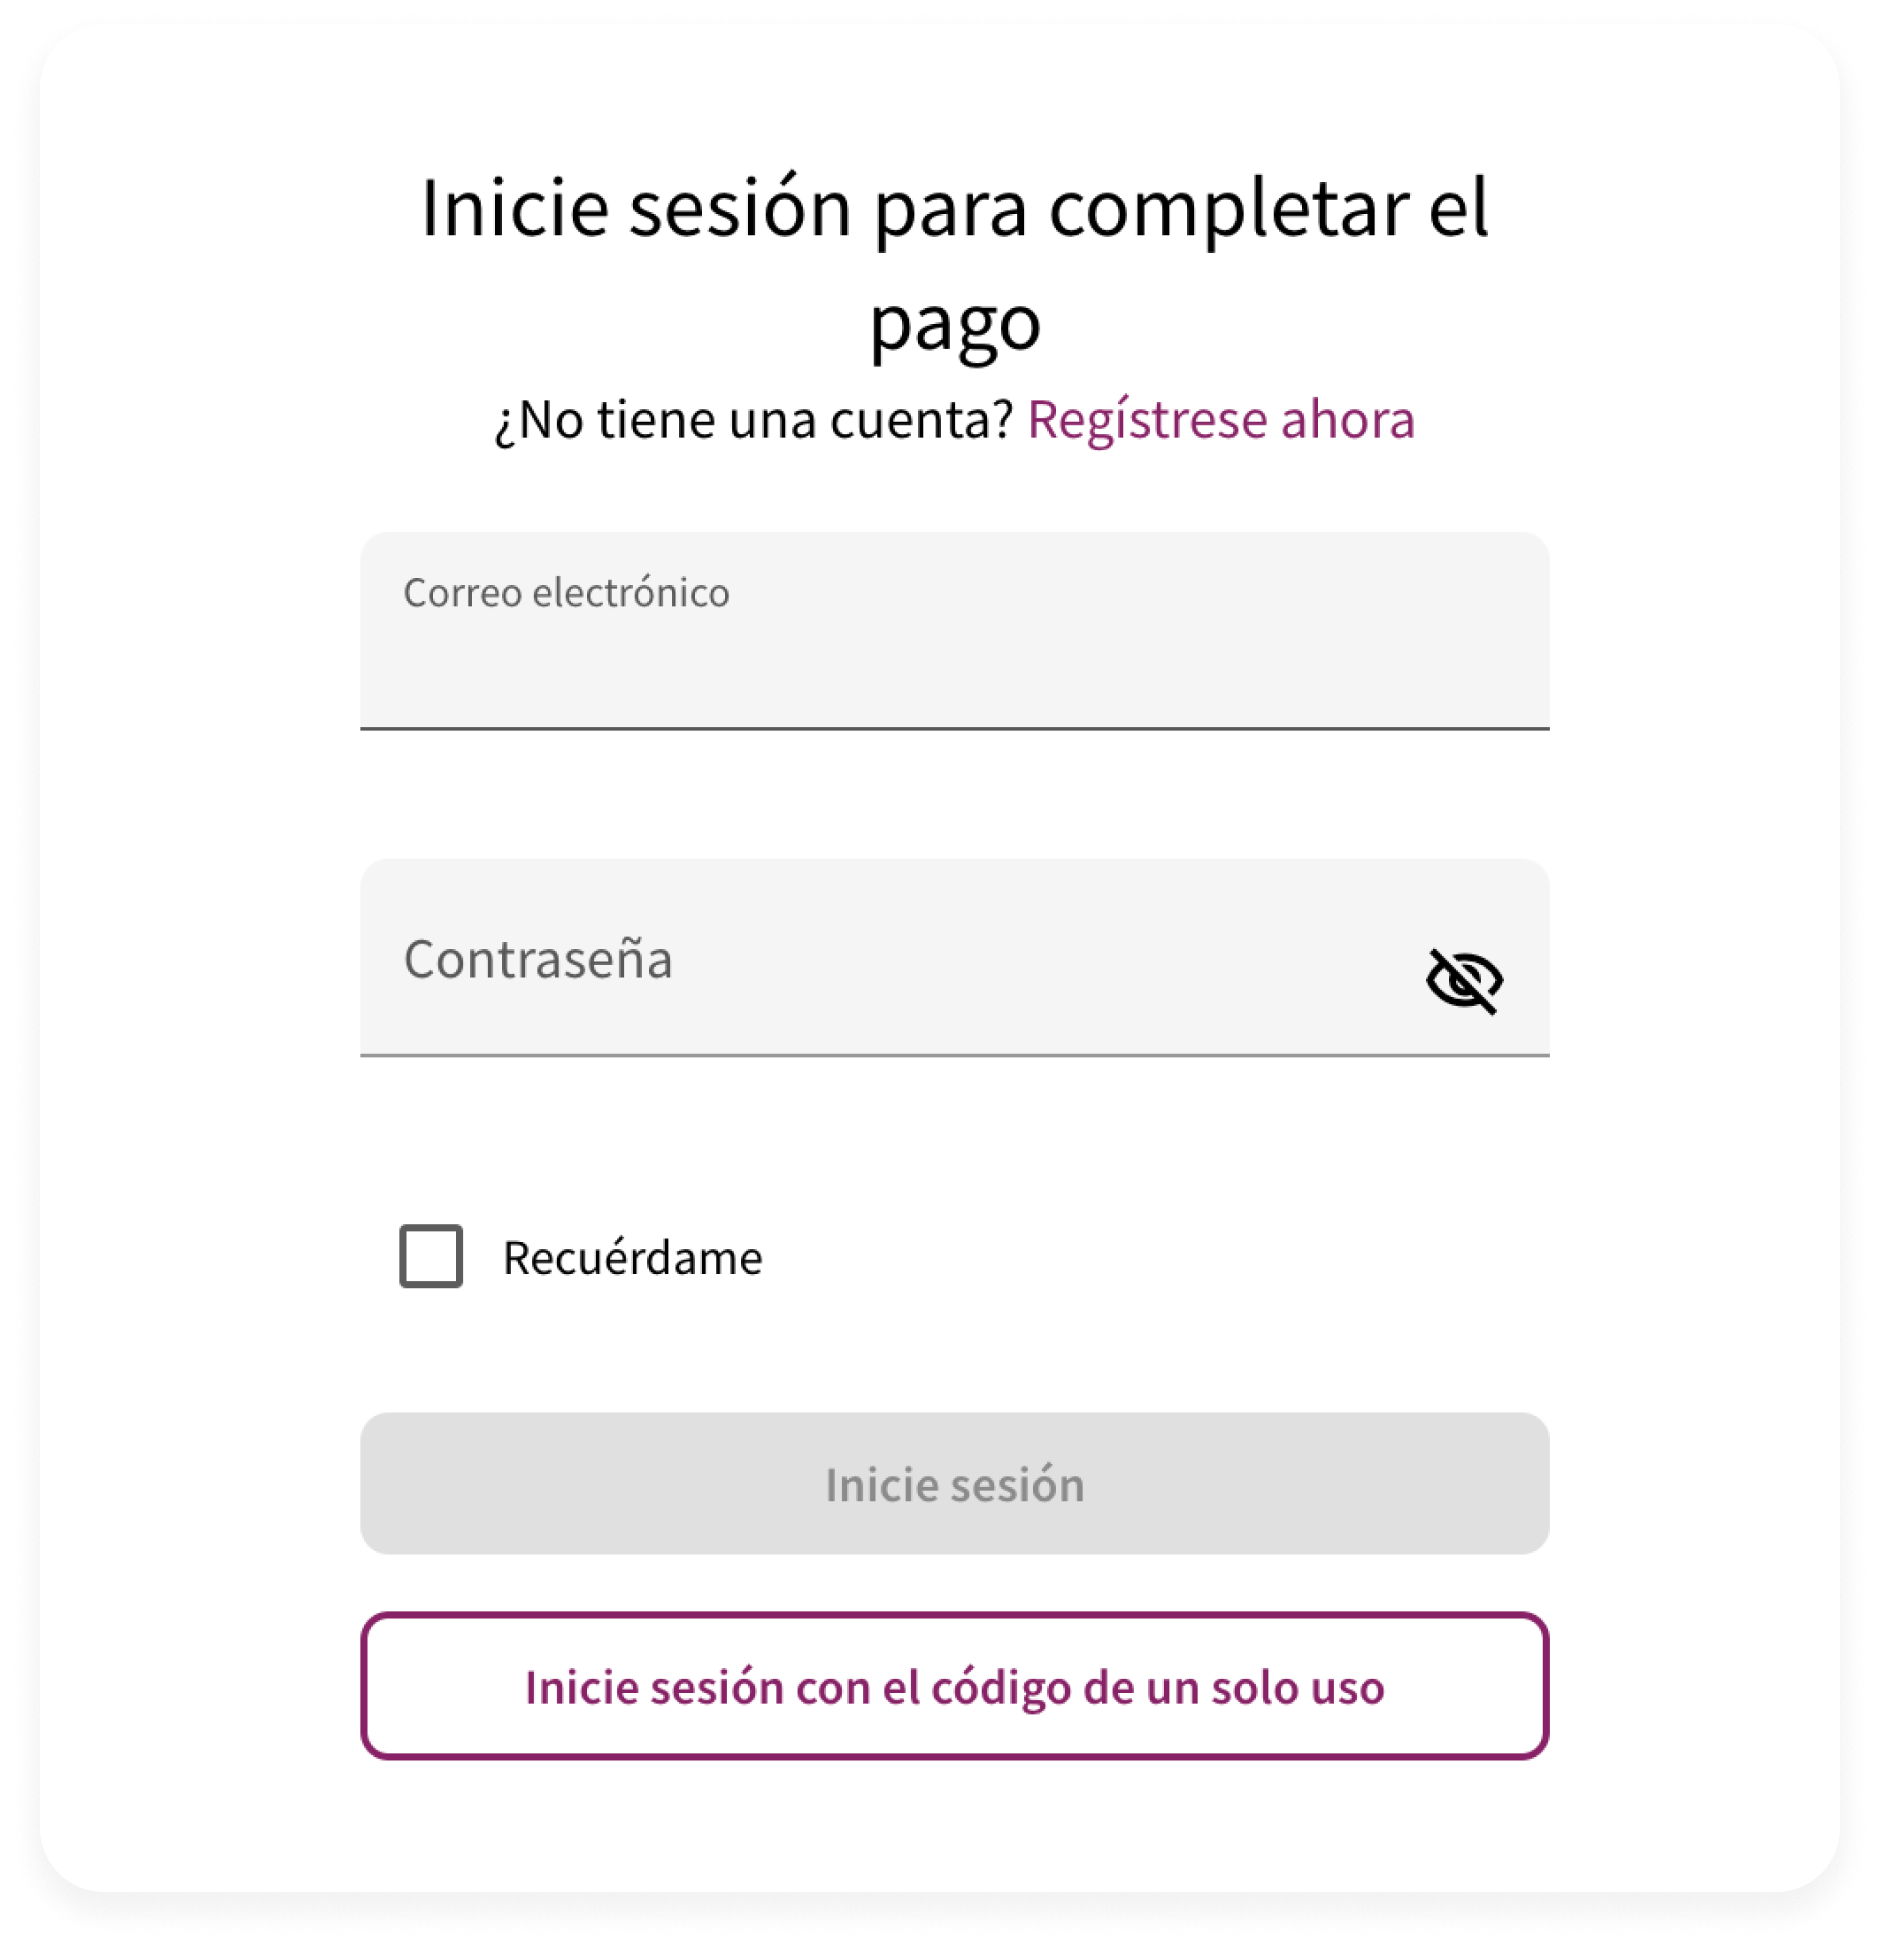 Inicie sesión para completar el
pago
¿No tiene una cuenta? Regístrese ahora
Correo electrónico
Contraseña
Recuérdame
Inicie sesión
Inicie sesión con el código de un solo uso